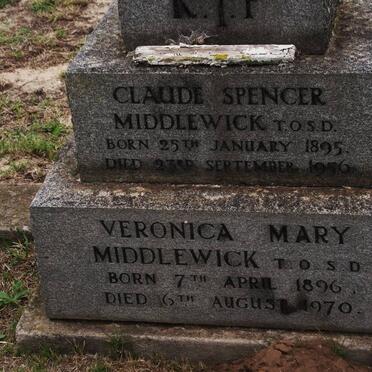 R.I.P
CLAUDE SPENCER
MIDDLEWICK T.O.S.D.
BORN 25TH JANUARY 1895.
DIED 23RD SEPTEMBER 1956.
VERONICA MARY
MIDDLEWICK T.O.S.D.
BORN 7TH APRIL 1896.
DIED 6TH AUGUST 1970.